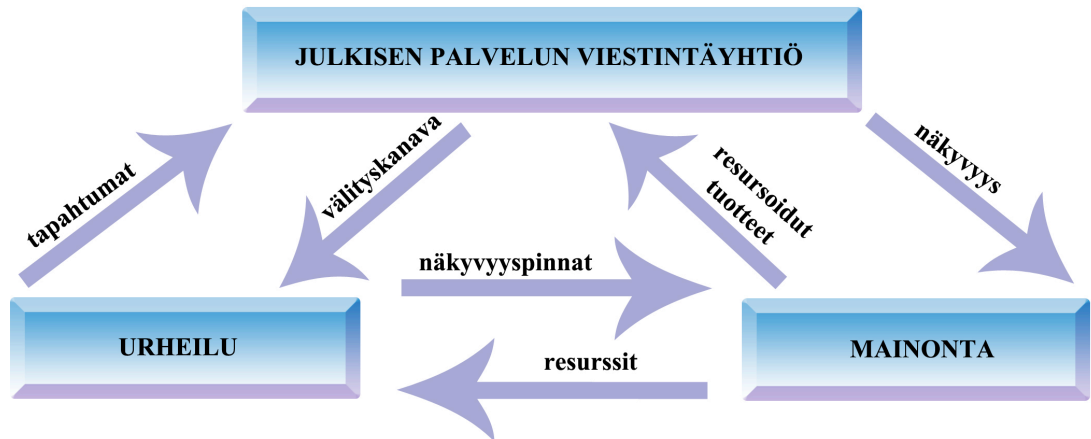 JULKISEN PALVELUN VIESTINTÄYHTIÖ
tapahtumat
välityskanava
resursoidut
tuotteet
näkyvyys
näkyvyyspinnat
URHEILU
MAINONTA
resurssit